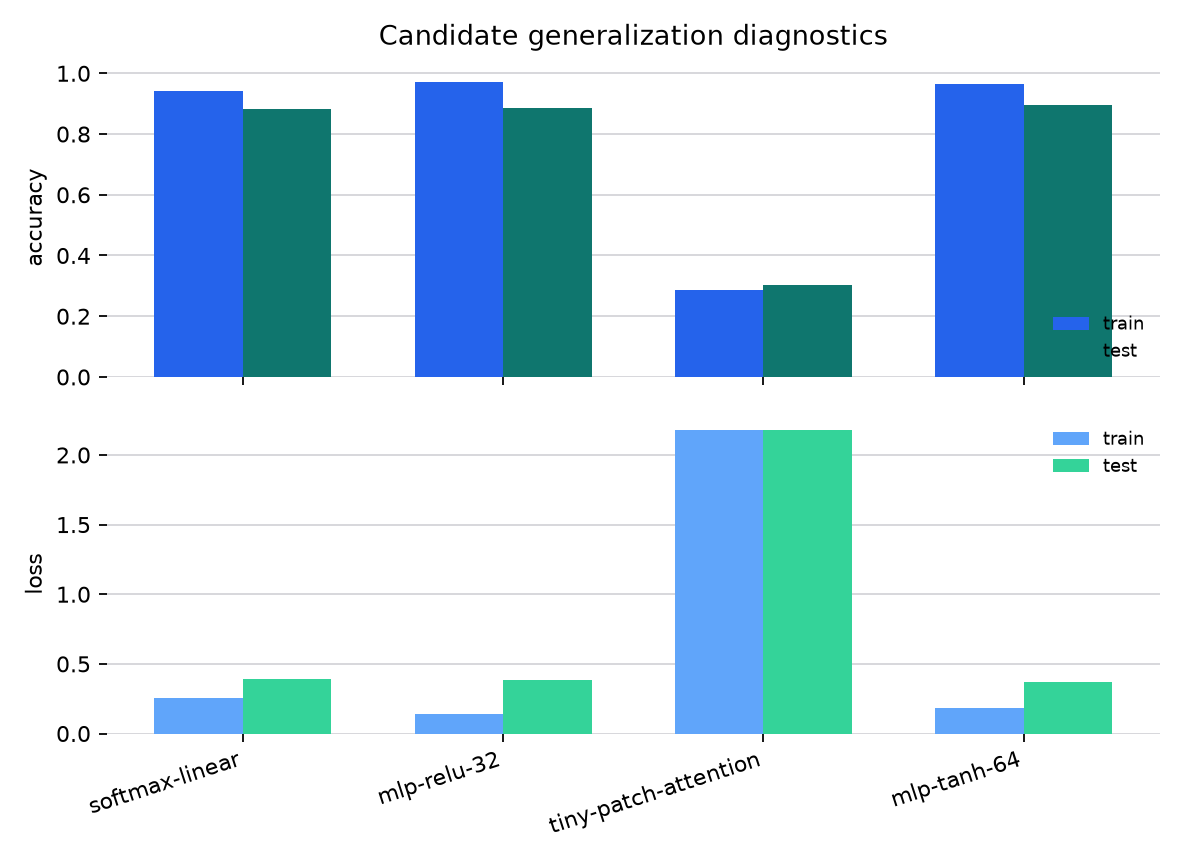 Candidate generalization diagnostics
accuracy
1.0
0.8
0.6
0.4
0.2
0.0
train
test
loss
2.0
1.5
1.0
0.5
0.0
train
test
softmax-linear
mlp-relu-32
tiny-patch-attention
mlp-tanh-64